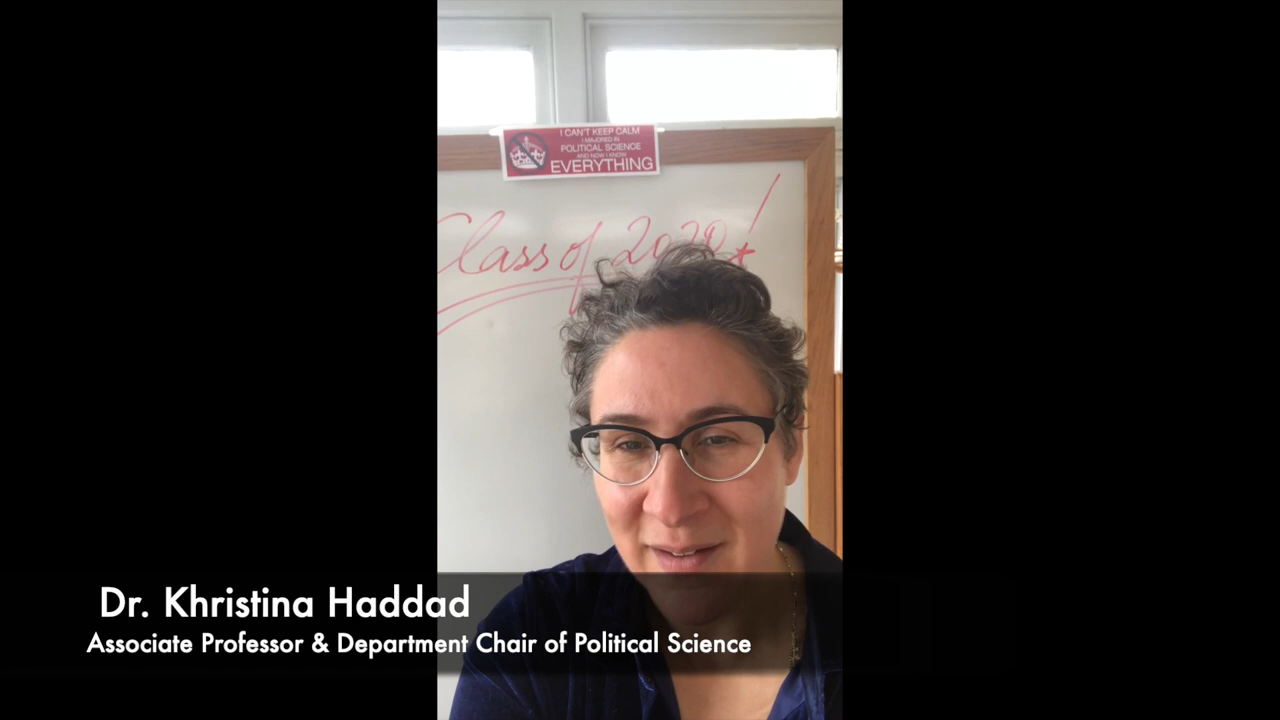 I CAN'T KEEP CALM
I MAJORED IN
POLITICAL SCIENCE
AND NOW I KNOW
EVERYTHING
Class of 2020!
Dr. Khristina Haddad
Associate Professor & Department Chair of Political Science